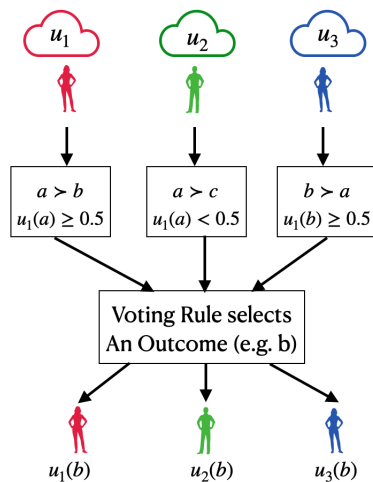 u₁
u₂
u₃
a ≻ b
u₁(a) ≥ 0.5
a ≻ c
u₁(a) < 0.5
b ≻ a
u₁(b) ≥ 0.5
Voting Rule selects
An Outcome (e.g. b)
u₁(b)
u₂(b)
u₃(b)